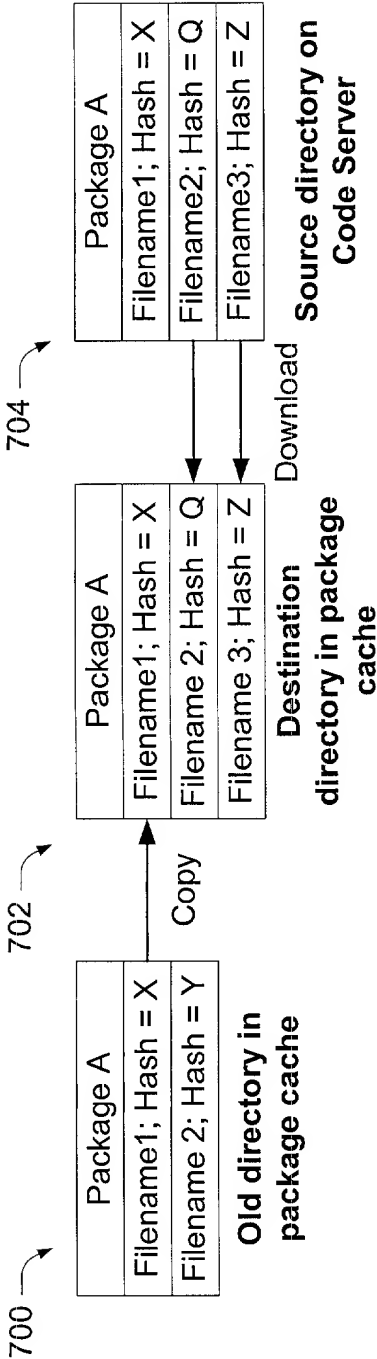 700
Package A
Filename1; Hash = X
Filename 2; Hash = Y
Old directory in
package cache
Copy
702
Package A
Filename1; Hash = X
Filename 2; Hash = Q
Filename 3; Hash = Z
Destination
directory in package
cache
Download
704
Package A
Filename1; Hash = X
Filename2; Hash = Q
Filename3; Hash = Z
Source directory on
Code Server